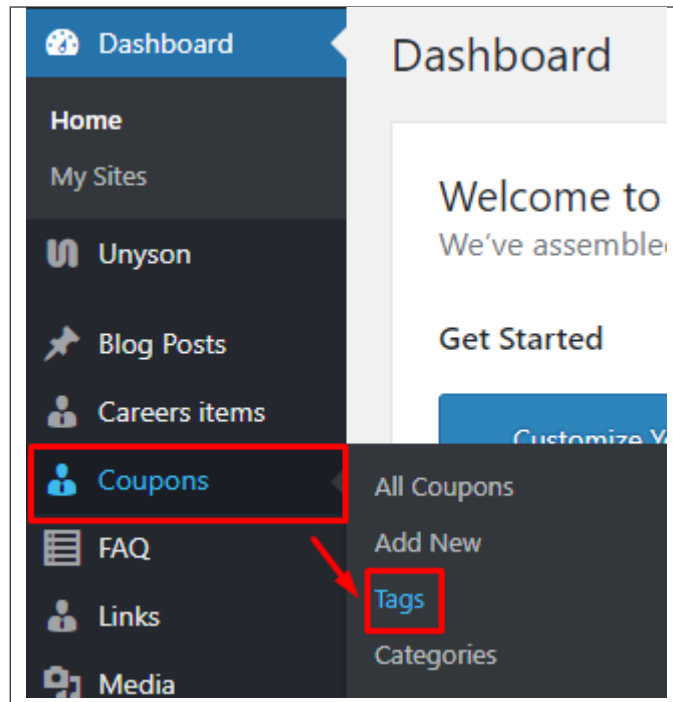 Dashboard
Home
My Sites
Unyson
Blog Posts
Careers items
Coupons
FAQ
Links
Media
Dashboard
Welcome to
We've assemble
Get Started
Customize Y
All Coupons
Add New
Tags
Categories